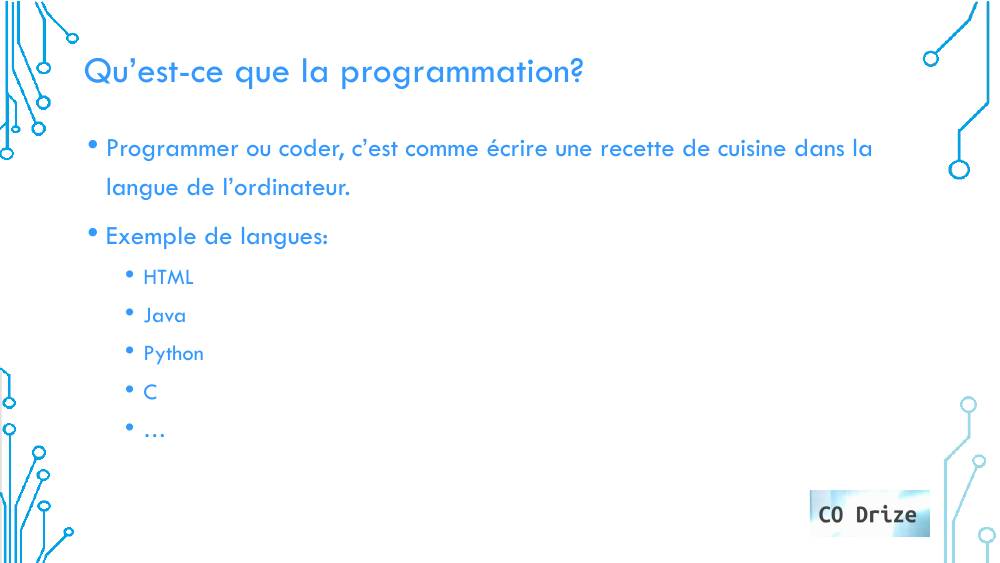 Qu’est-ce que la programmation?
• Programmer ou coder, c’est comme écrire une recette de cuisine dans la
langue de l’ordinateur.
• Exemple de langues:
• HTML
• Java
• Python
• C
• …
CO Drize